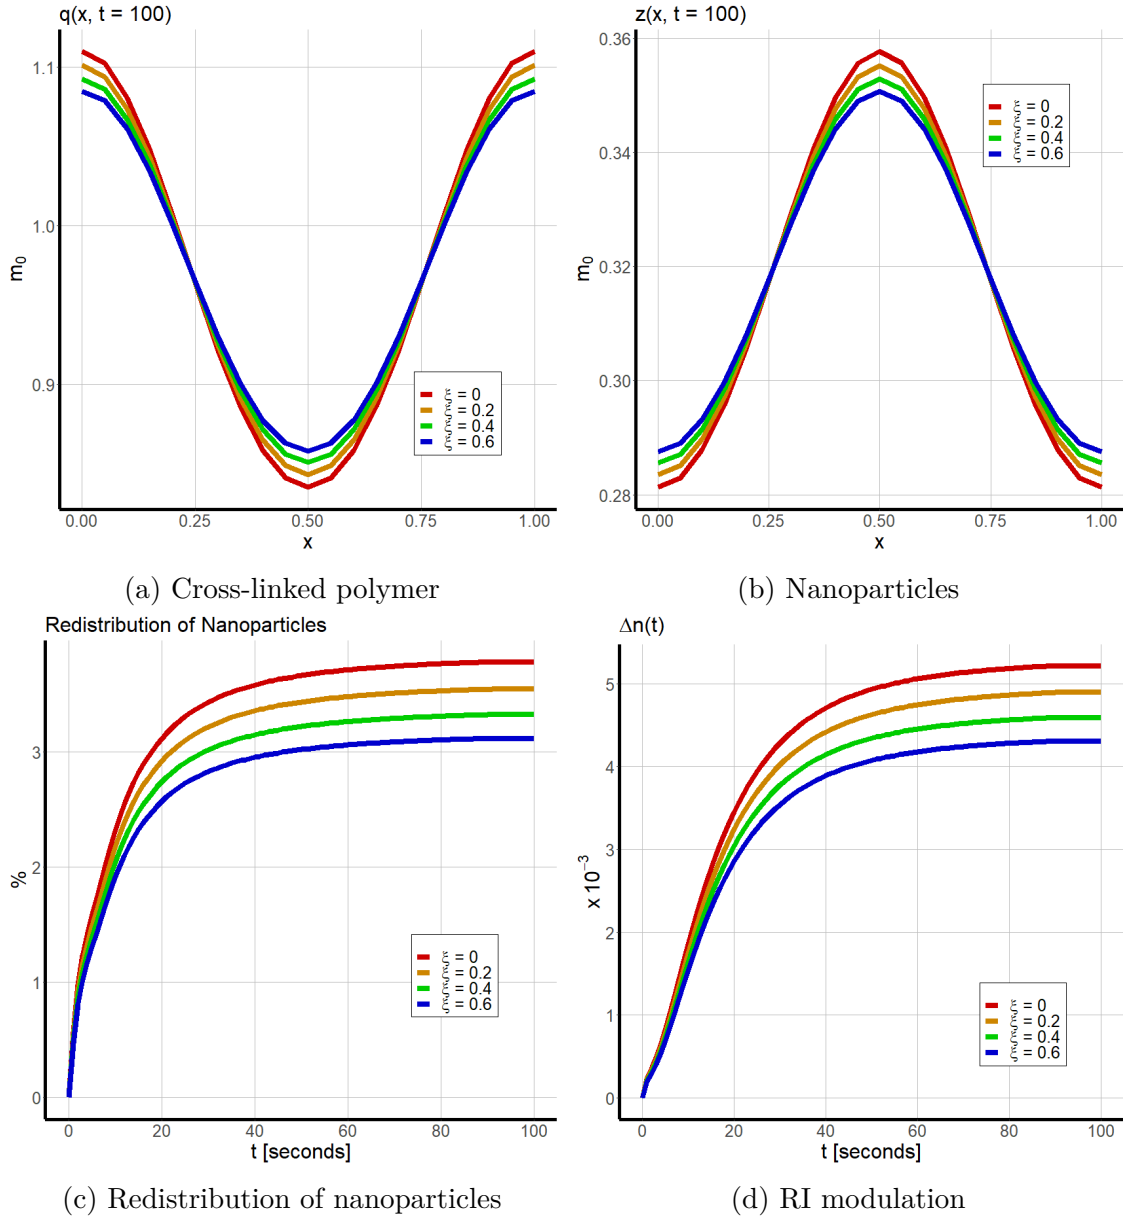 q(x, t = 100)
m0
1.1
1.0
0.9
ξ = 0
ξ = 0.2
ξ = 0.4
ξ = 0.6
0.00 0.25 0.50 0.75 1.00
x
(a) Cross-linked polymer
z(x, t = 100)
m0
0.36
0.34
0.32
0.30
0.28
ξ = 0
ξ = 0.2
ξ = 0.4
ξ = 0.6
0.00 0.25 0.50 0.75 1.00
x
(b) Nanoparticles
Redistribution of Nanoparticles
%
3
2
1
0
ξ = 0
ξ = 0.2
ξ = 0.4
ξ = 0.6
0 20 40 60 80 100
t [seconds]
(c) Redistribution of nanoparticles
Δn(t)
x 10⁻³
5
4
3
2
1
0
ξ = 0
ξ = 0.2
ξ = 0.4
ξ = 0.6
0 20 40 60 80 100
t [seconds]
(d) RI modulation